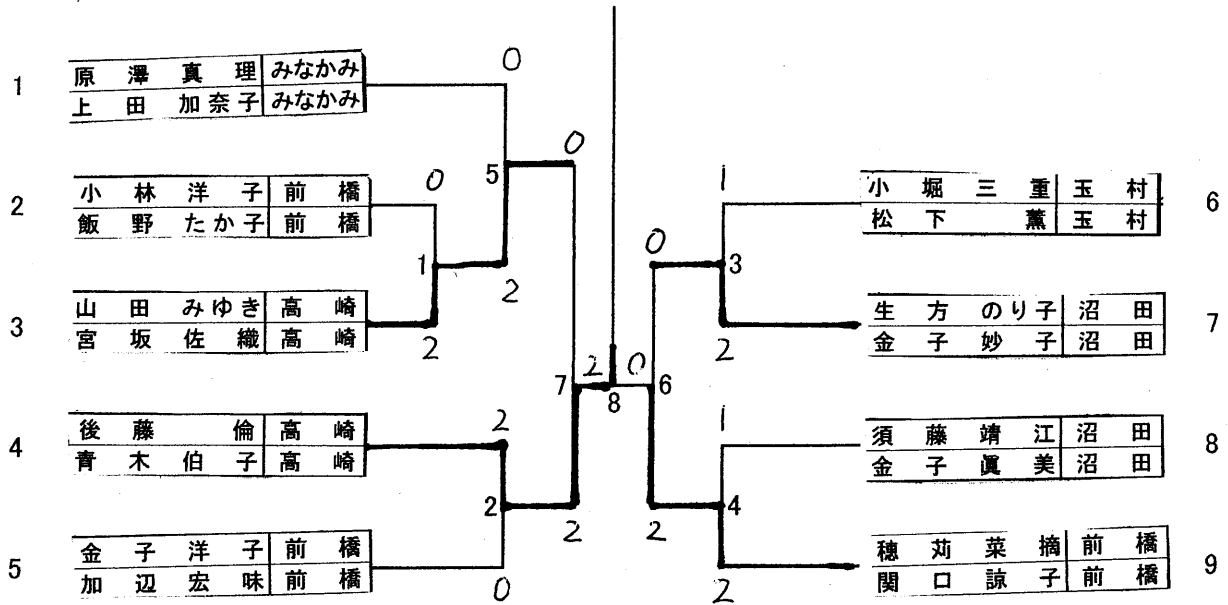 1
原澤真理 みなかみ
上田加奈子 みなかみ
0
2
小林洋子 前橋
飯野たか子 前橋
0
3
山田みゆき 高崎
宮坂佐織 高崎
2
1
2
5
0
4
後藤倫 高崎
青木伯子 高崎
2
5
金子洋子 前橋
加辺宏味 前橋
0
2
2
7
2
8
0
6
小堀三重 玉村
松下薫 玉村
1
7
生方のり子 沼田
金子妙子 沼田
2
3
0
8
須藤靖江 沼田
金子眞美 沼田
1
9
穂苅菜摘 前橋
関口諒子 前橋
2
4
2
6